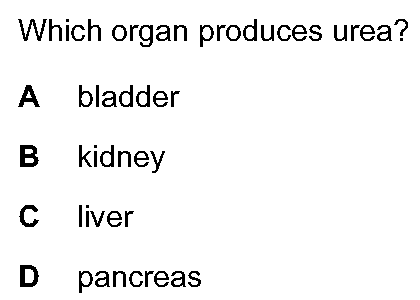 Which organ produces urea?
A bladder
B kidney
C liver
D pancreas